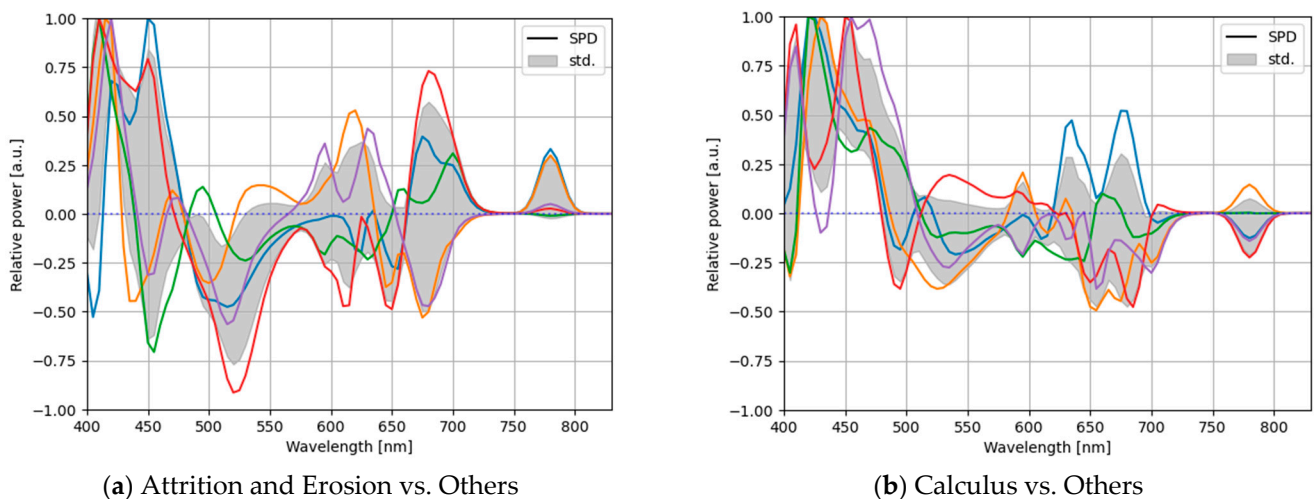 1.00
0.75
0.50
0.25
0.00
−0.25
−0.50
−0.75
−1.00
Relative power [a.u.]
SPD
std.
400 450 500 550 600 650 700 750 800
Wavelength [nm]
(a) Attrition and Erosion vs. Others
1.00
0.75
0.50
0.25
0.00
−0.25
−0.50
−0.75
−1.00
Relative power [a.u.]
SPD
std.
400 450 500 550 600 650 700 750 800
Wavelength [nm]
(b) Calculus vs. Others